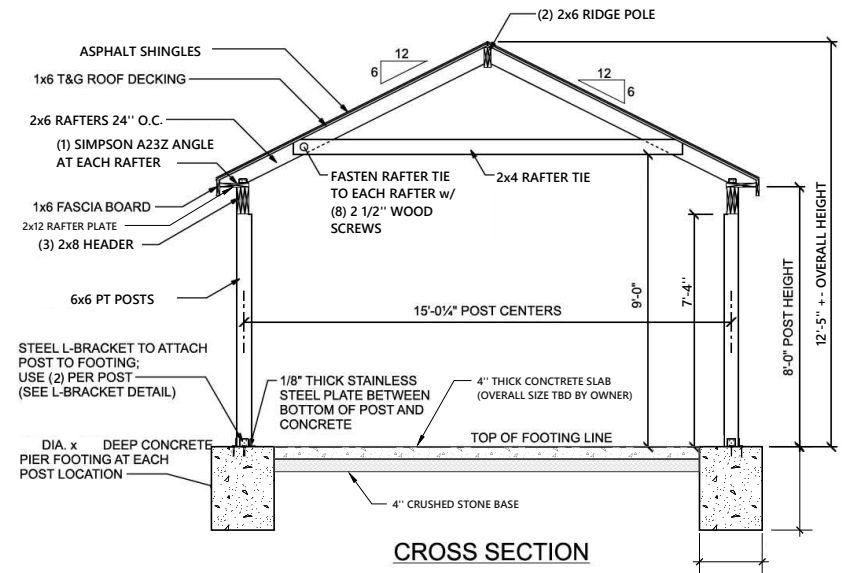 (2) 2x6 RIDGE POLE
ASPHALT SHINGLES
12
6
1x6 T&G ROOF DECKING
12
6
2x6 RAFTERS 24'' O.C.
(1) SIMPSON A23Z ANGLE
AT EACH RAFTER
FASTEN RAFTER TIE
TO EACH RAFTER w/
(8) 2 1/2'' WOOD
SCREWS
2x4 RAFTER TIE
1x6 FASCIA BOARD
2x12 RAFTER PLATE
(3) 2x8 HEADER
6x6 PT POSTS
15'-0¼" POST CENTERS
9'-0''
7'-4''
8'-0'' POST HEIGHT
12'-5'' +- OVERALL HEIGHT
STEEL L-BRACKET TO ATTACH
POST TO FOOTING;
USE (2) PER POST
(SEE L-BRACKET DETAIL)
1/8" THICK STAINLESS
STEEL PLATE BETWEEN
BOTTOM OF POST AND
CONCRETE
4'' THICK CONCRETE SLAB
(OVERALL SIZE TBD BY OWNER)
TOP OF FOOTING LINE
DIA. x DEEP CONCRETE
PIER FOOTING AT EACH
POST LOCATION
4'' CRUSHED STONE BASE
CROSS SECTION